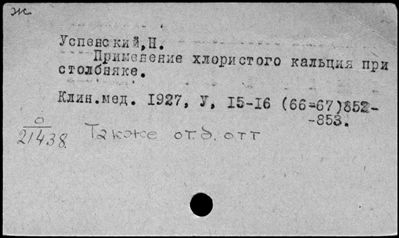 ж
Успенский,Н.
Применение хлористого кальция при
столбняке.
Клин.мед. 1927, У, 15-16 (66=67)852-
-853.
0
21438
Также отд. отт